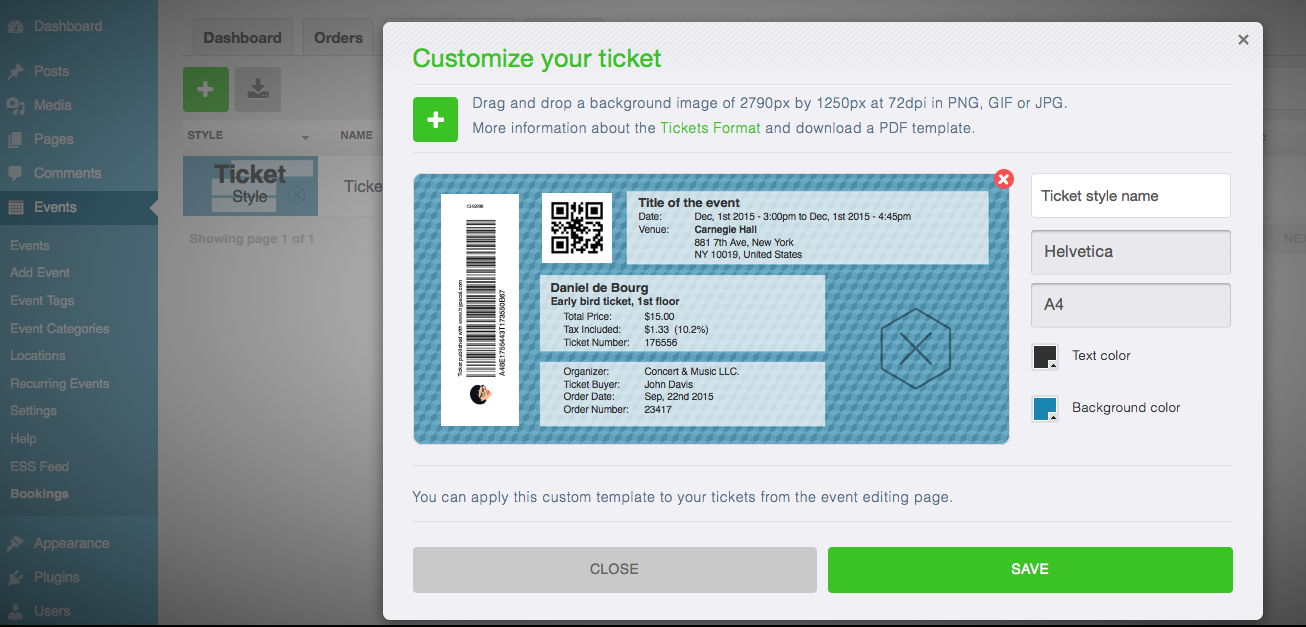 Dashboard
Posts
Media
Pages
Comments
Events
Events
Add Event
Event Tags
Event Categories
Locations
Recurring Events
Settings
Help
ESS Feed
Bookings
Appearance
Plugins
Users
Dashboard
Orders
STYLE
NAME
Ticket
Style
Ticke
Showing page 1 of 1
NEX
Customize your ticket
Drag and drop a background image of 2790px by 1250px at 72dpi in PNG, GIF or JPG.
More information about the Tickets Format and download a PDF template.
Ticket published with www.hypecal.com
A48E1755443T173550B67
Title of the event
Date: Dec, 1st 2015 - 3:00pm to Dec, 1st 2015 - 4:45pm
Venue: Carnegie Hall
881 7th Ave, New York
NY 10019, United States
Daniel de Bourg
Early bird ticket, 1st floor
Total Price: $15.00
Tax Included: $1.33 (10.2%)
Ticket Number: 176556
Organizer: Concert & Music LLC.
Ticket Buyer: John Davis
Order Date: Sep, 22nd 2015
Order Number: 23417
Ticket style name
Helvetica
A4
Text color
Background color
You can apply this custom template to your tickets from the event editing page.
CLOSE
SAVE